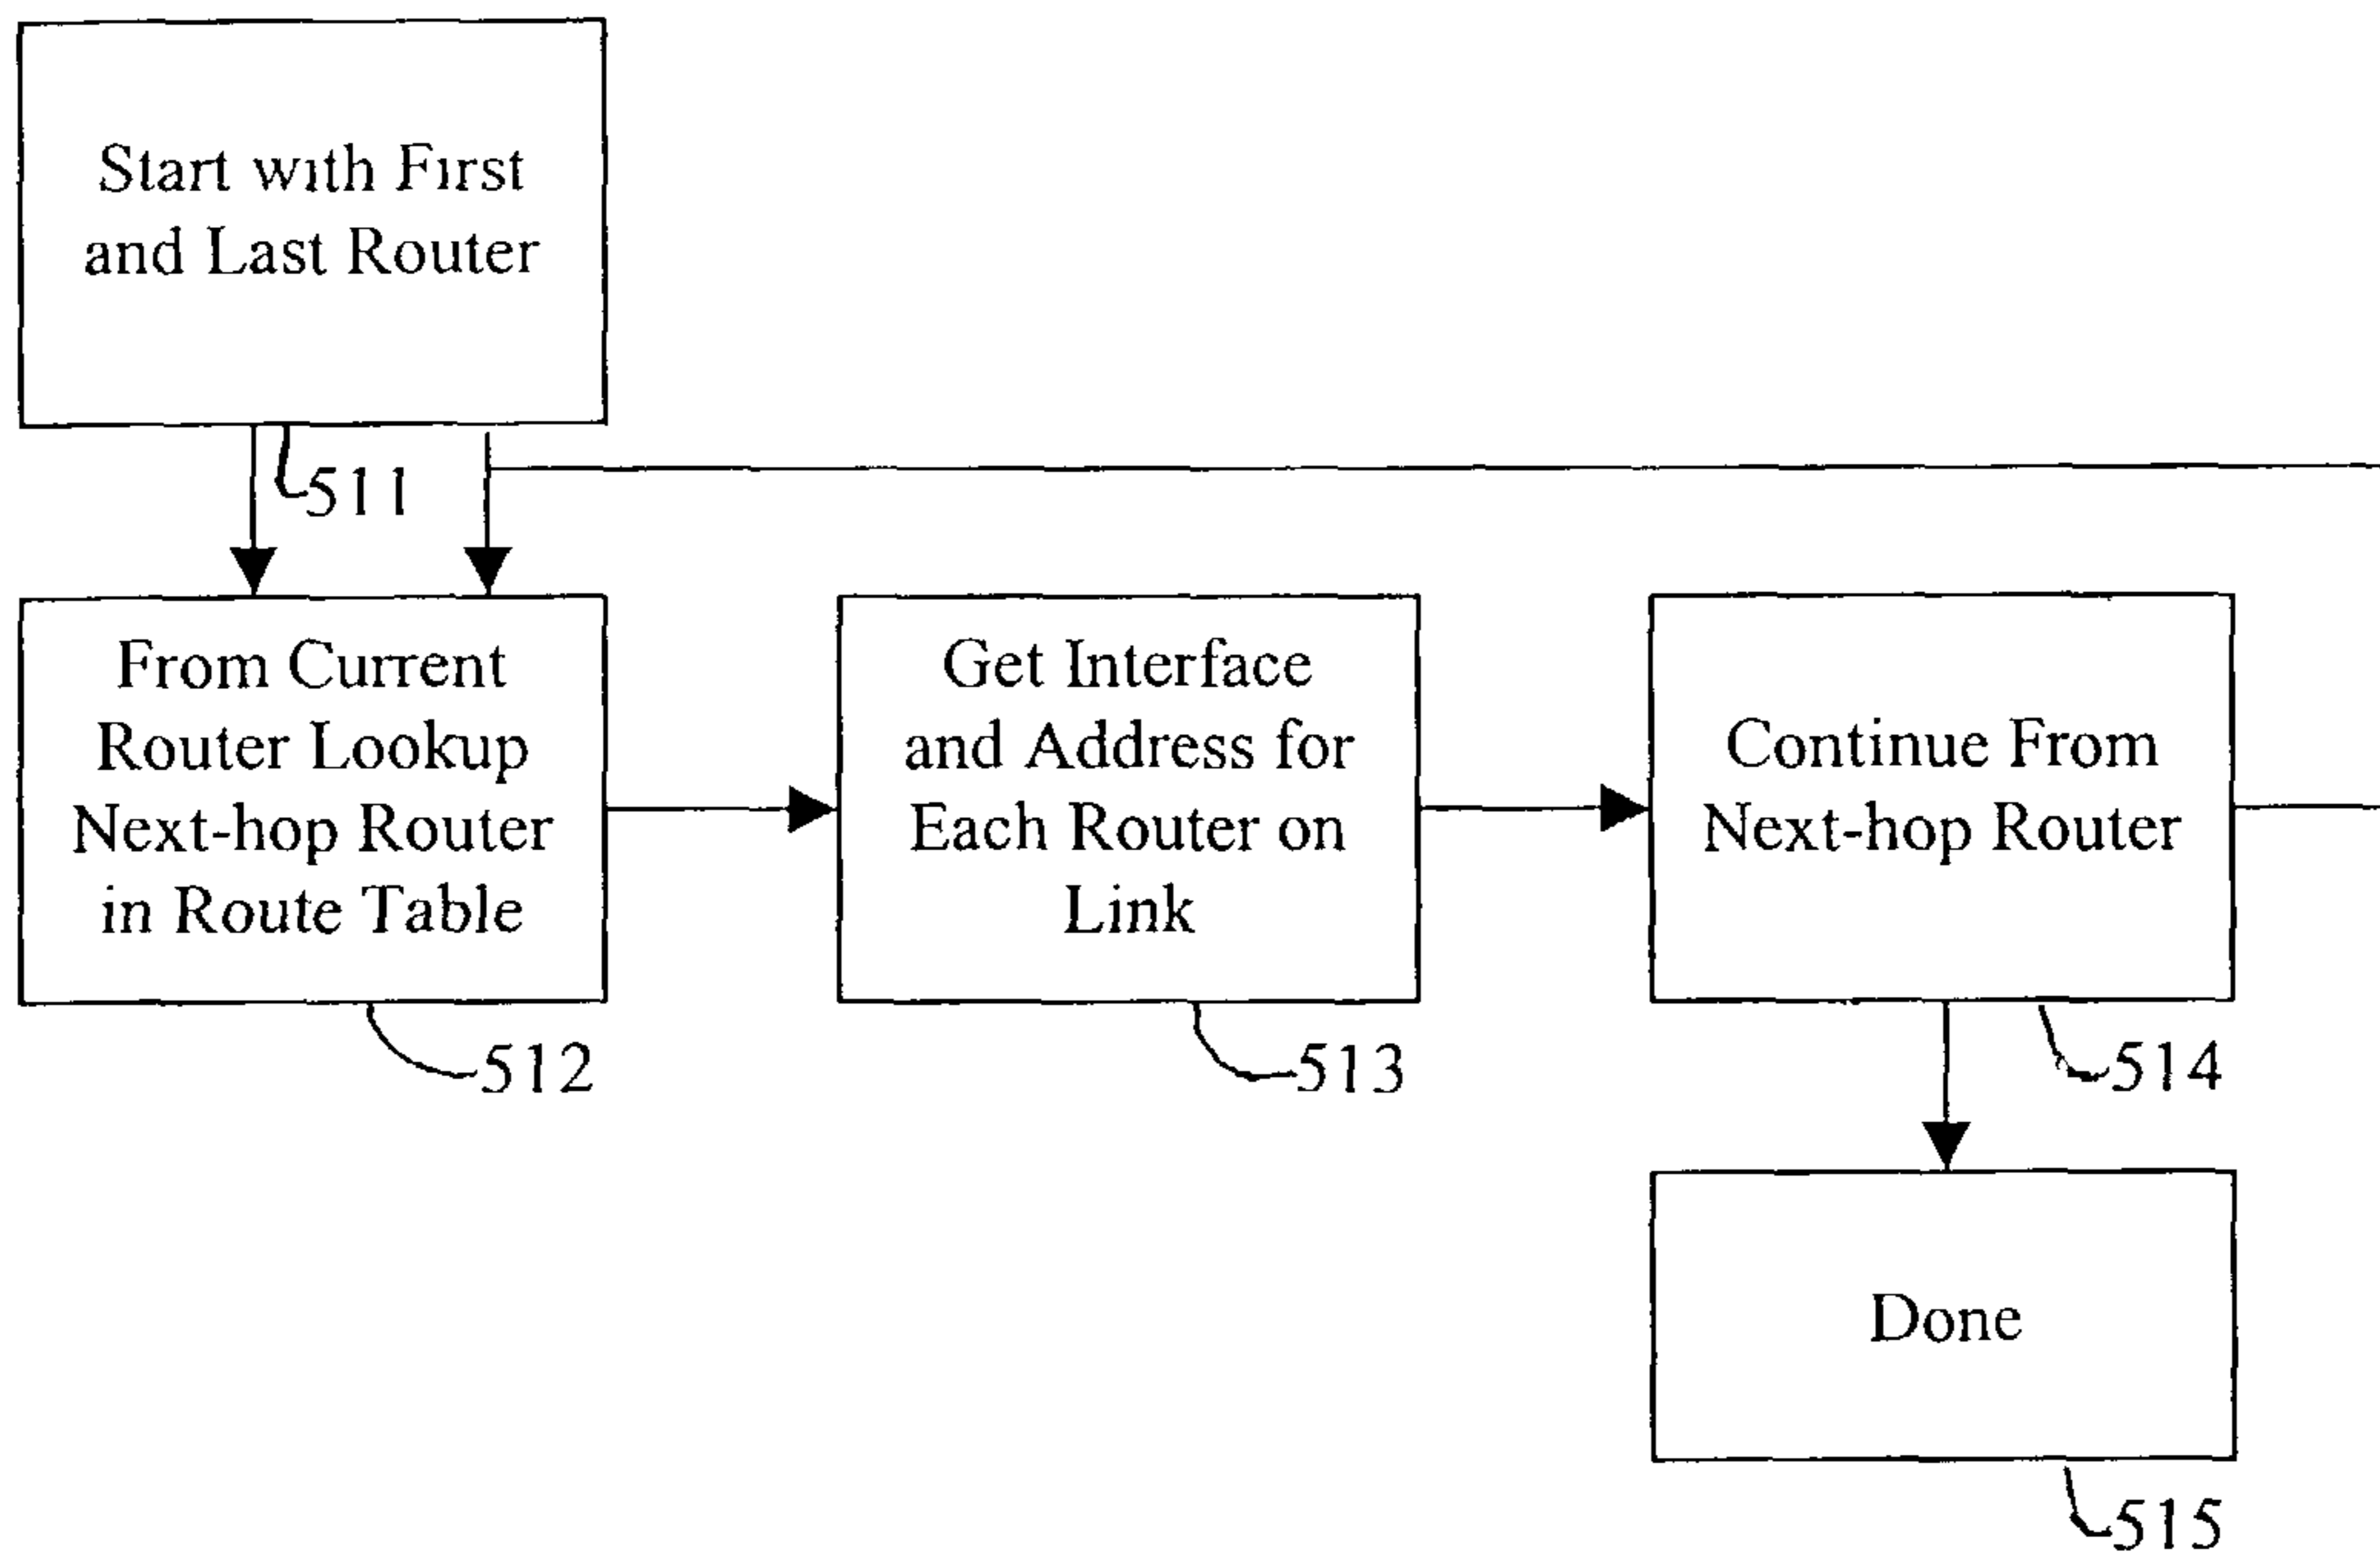 Start with First
and Last Router
511
From Current
Router Lookup
Next-hop Router
in Route Table
512
Get Interface
and Address for
Each Router on
Link
513
Continue From
Next-hop Router
514
Done
515